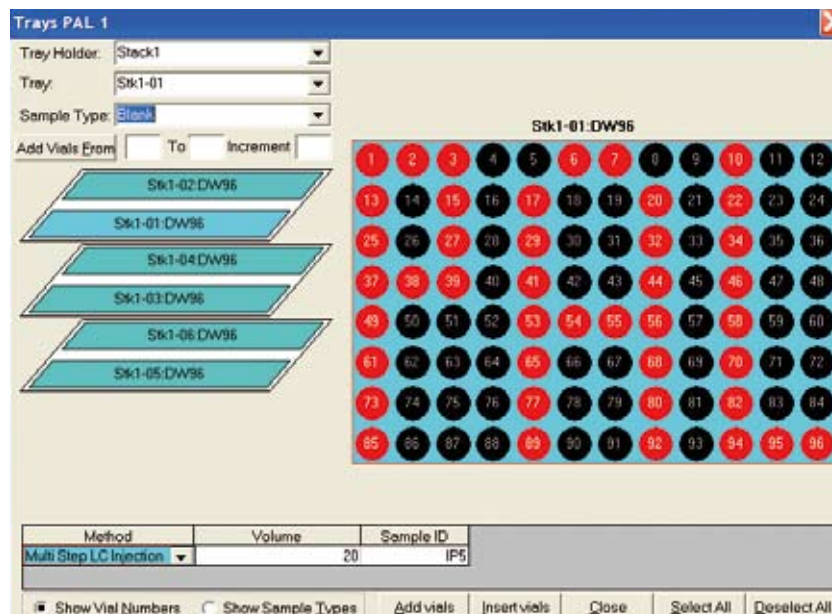 Trays PAL 1
Tray Holder: Stack1
Tray: Stk1-01
Sample Type: Blank
Add Vials From To Increment
Stk1-02:DW96
Stk1-01:DW96
Stk1-04:DW96
Stk1-03:DW96
Stk1-06:DW96
Stk1-05:DW96
Stk1-01:DW96
1 2 3 4 5 6 7 8 9 10 11 12
13 14 15 16 17 18 19 20 21 22 23 24
25 26 27 28 29 30 31 32 33 34 35 36
37 38 39 40 41 42 43 44 45 46 47 48
49 50 51 52 53 54 55 56 57 58 59 60
61 62 63 64 65 66 67 68 69 70 71 72
73 74 75 76 77 78 79 80 81 82 83 84
85 86 87 88 89 90 91 92 93 94 95 96
Method Volume Sample ID
Multi Step LC Injection 20 IP5
Show Vial Numbers Show Sample Types Add vials Insert vials Close Select All Deselect All